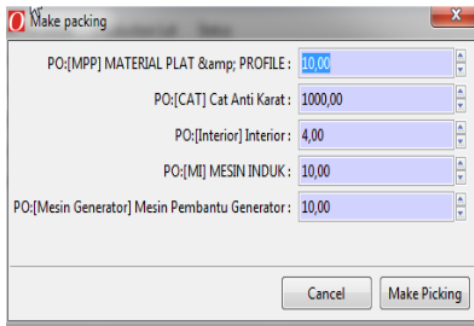 Make packing
PO:[MPP] MATERIAL PLAT &amp; PROFILE : 10,00
PO:[CAT] Cat Anti Karat : 1000,00
PO:[Interior] Interior : 4,00
PO:[MI] MESIN INDUK : 10,00
PO:[Mesin Generator] Mesin Pembantu Generator : 10,00
Cancel Make Picking